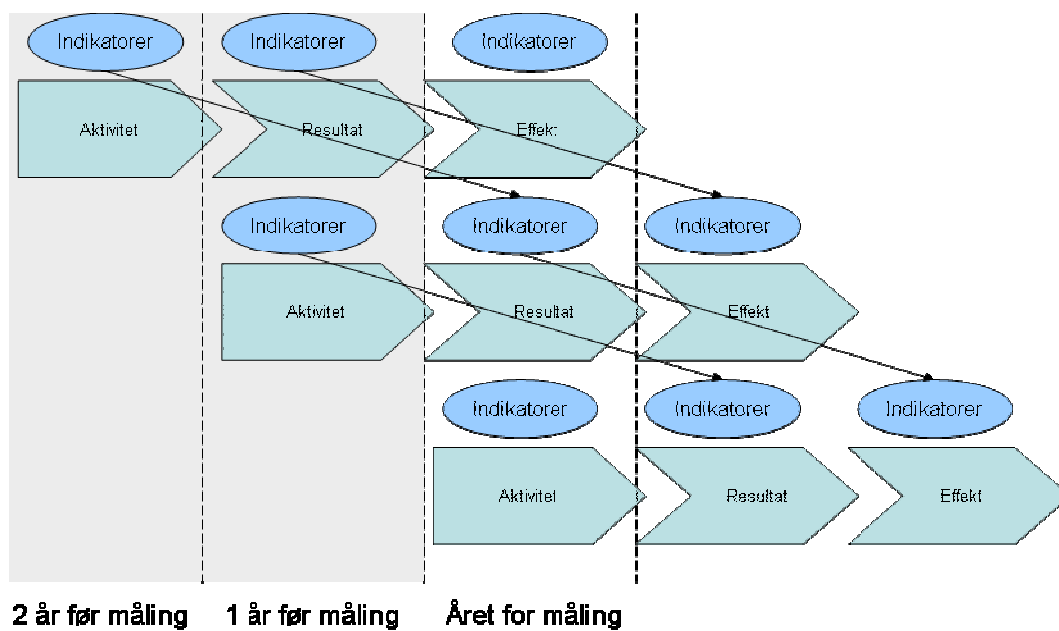 Indikatorer Indikatorer Indikatorer
Aktivitet Resultat Effekt
Indikatorer Indikatorer Indikatorer
Aktivitet Resultat Effekt
Indikatorer Indikatorer Indikatorer
Aktivitet Resultat Effekt
2 år før måling 1 år før måling Året for måling